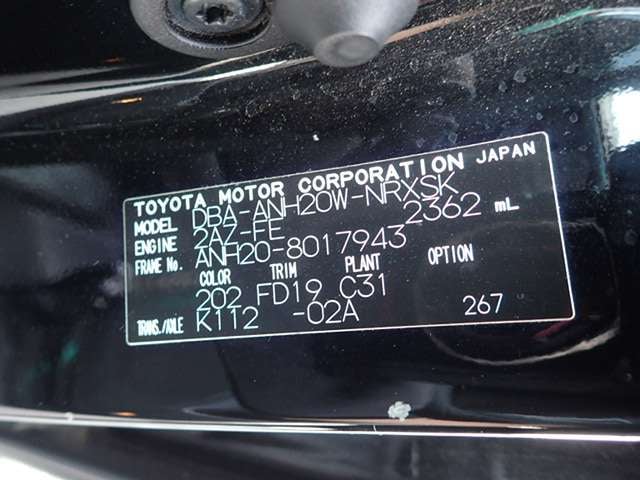 TOYOTA MOTOR CORPORATION JAPAN
MODEL DBA-ANH20W-NRXSK
ENGINE 2AZ-FE 2362 mL
FRAME No. ANH20-8017943
COLOR TRIM PLANT OPTION
202 FD19 C31
TRANS./AXLE K112 -02A 267